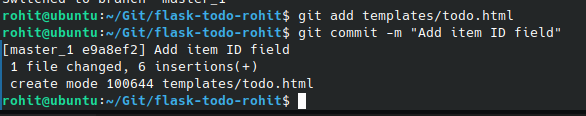 Switched to branch 'master_1'
rohit@ubuntu:~/Git/flask-todo-rohit$ git add templates/todo.html
rohit@ubuntu:~/Git/flask-todo-rohit$ git commit -m "Add item ID field"
[master_1 e9a8ef2] Add item ID field
 1 file changed, 6 insertions(+)
 create mode 100644 templates/todo.html
rohit@ubuntu:~/Git/flask-todo-rohit$